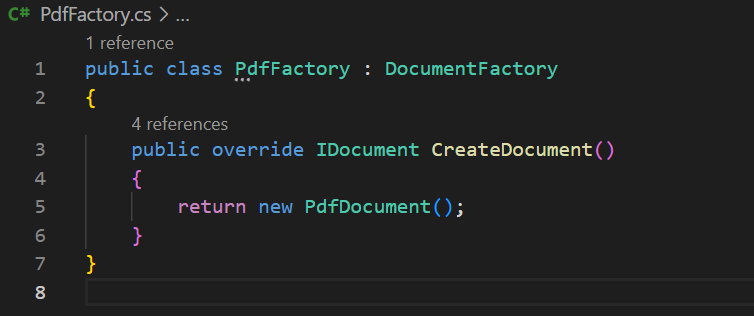 C# PdfFactory.cs > ...
1 reference
1 public class PdfFactory : DocumentFactory
2 {
4 references
3 public override IDocument CreateDocument()
4 {
5 return new PdfDocument();
6 }
7 }
8